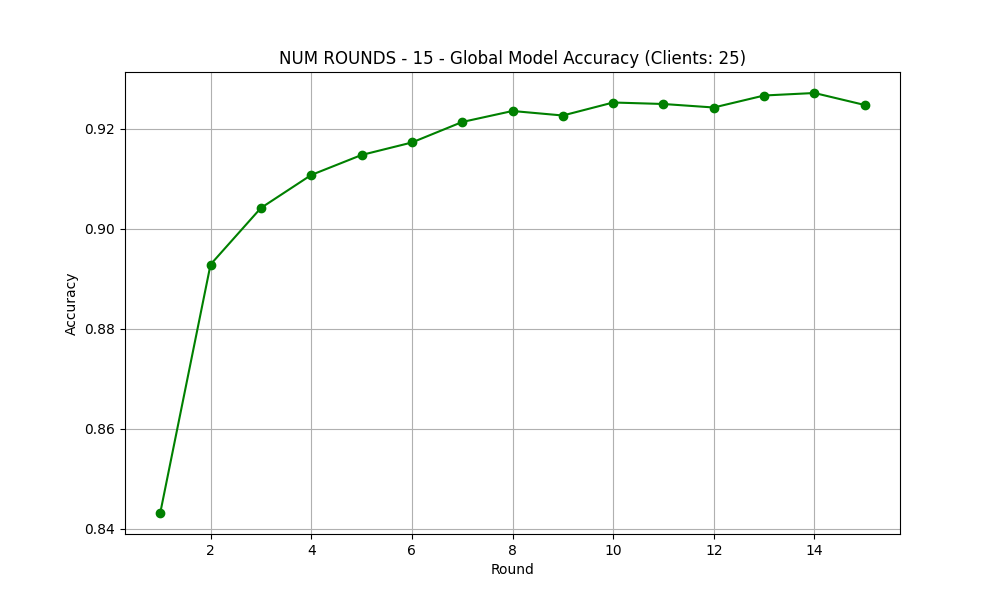 NUM ROUNDS - 15 - Global Model Accuracy (Clients: 25)
0.92
0.90
0.88
0.86
0.84
Accuracy
2 4 6 8 10 12 14
Round